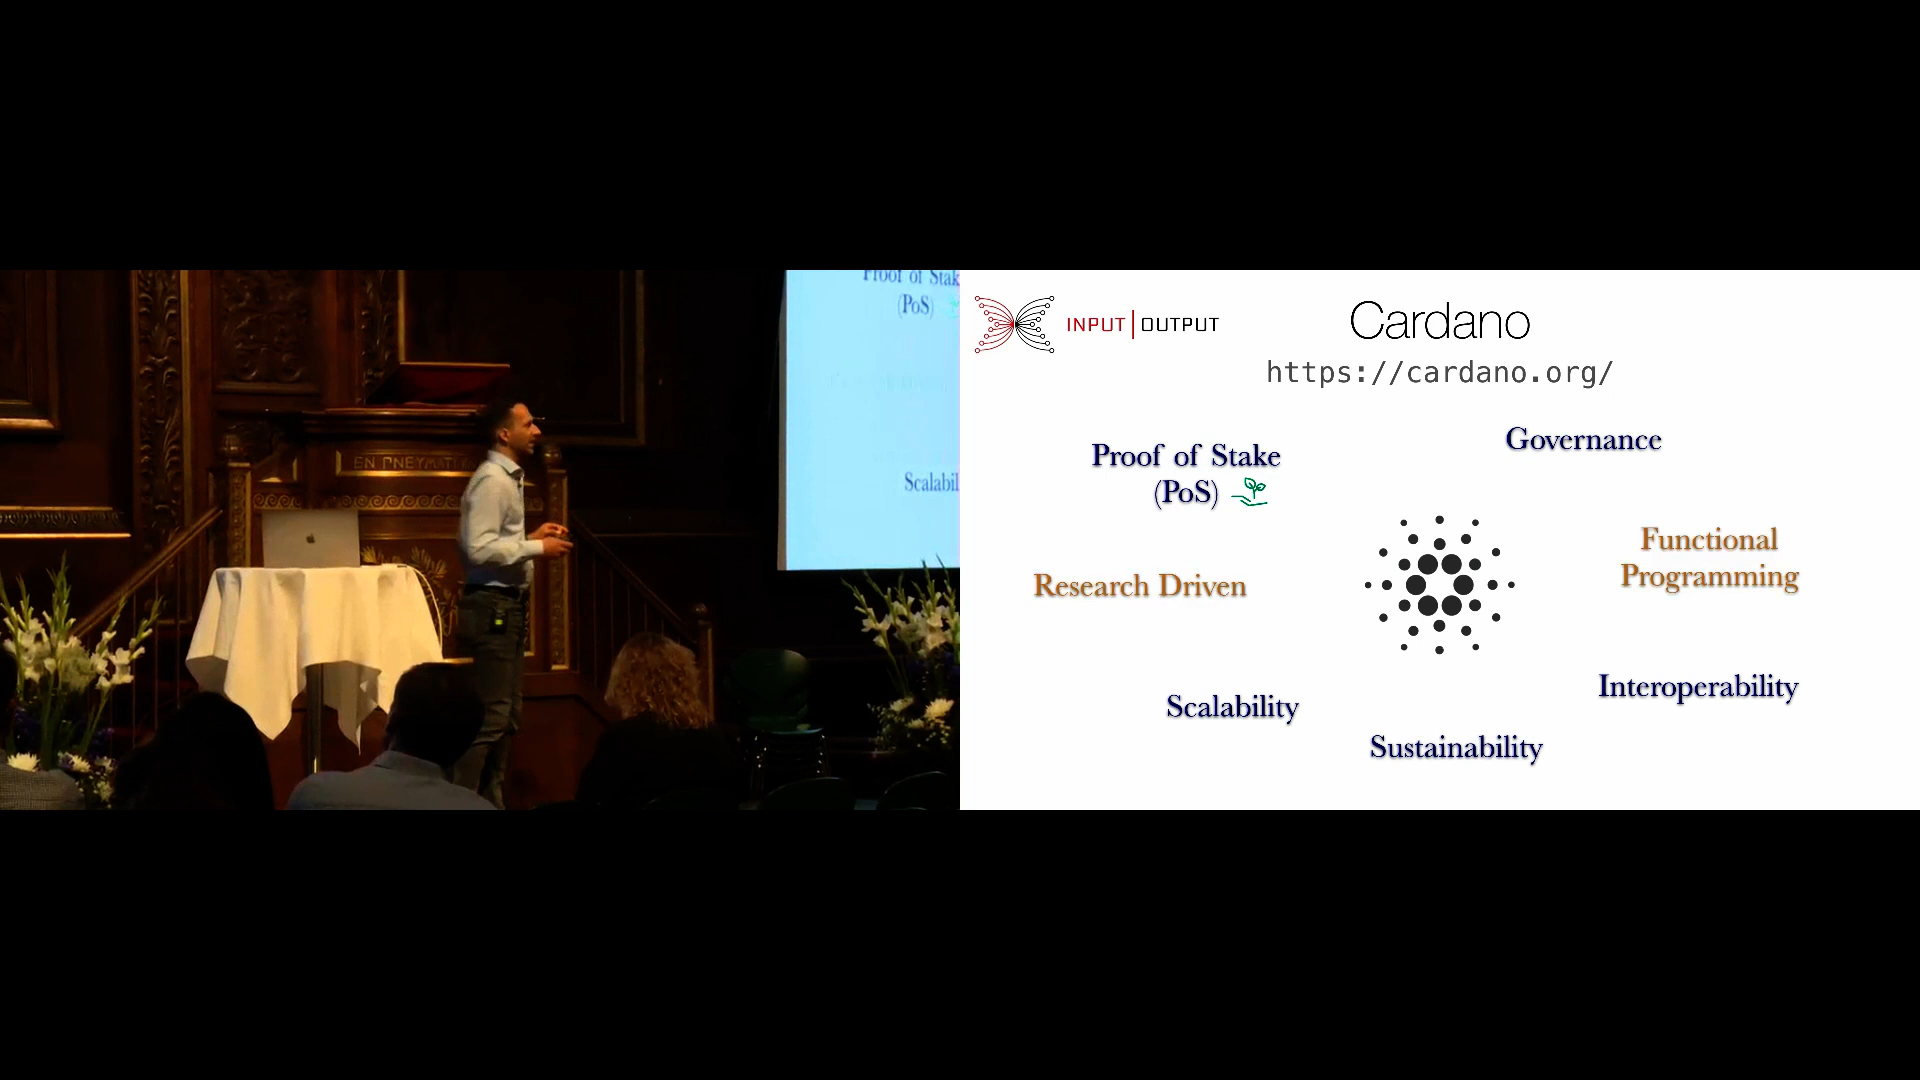 Proof of Stak
(PoS)
Scalabil
EN PNEYMATI
INPUT|OUTPUT
Cardano
https://cardano.org/
Proof of Stake
(PoS)
Governance
Research Driven
Functional
Programming
Scalability
Interoperability
Sustainability